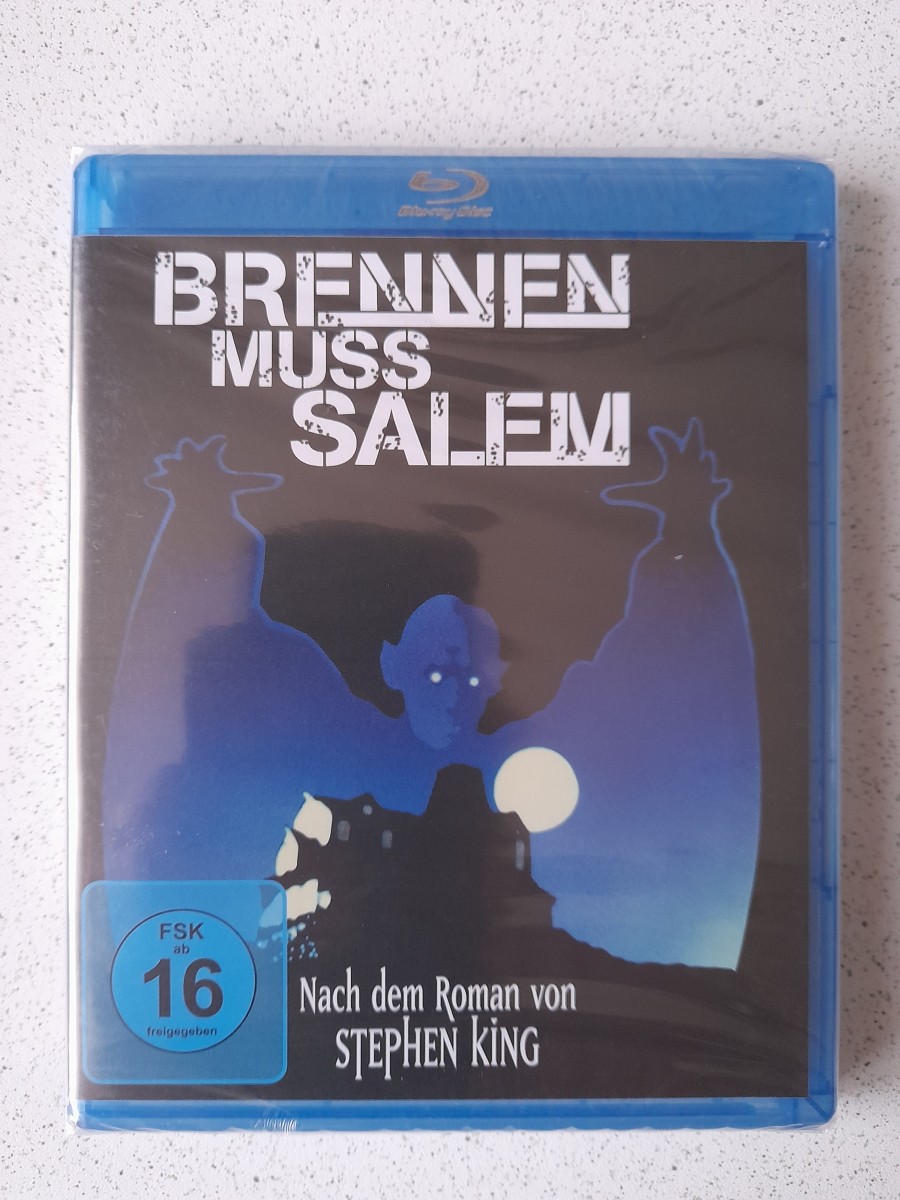 Blu-ray Disc
BRENNEN
MUSS
SALEM
FSK
ab
16
freigegeben
Nach dem Roman von
STEPHEN KING